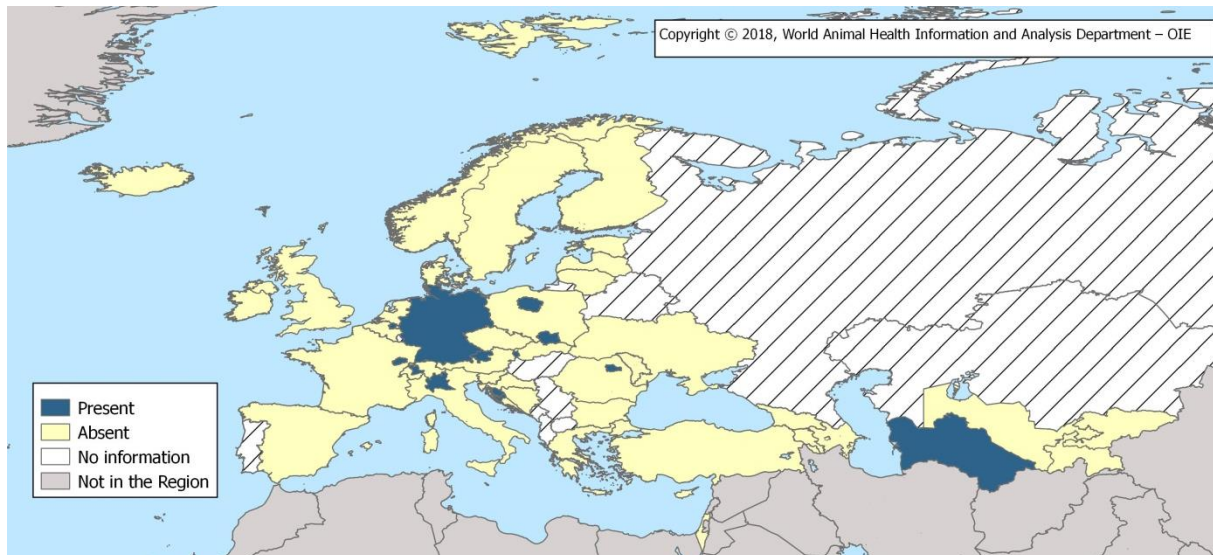 Copyright © 2018, World Animal Health Information and Analysis Department – OIE
Present
Absent
No information
Not in the Region